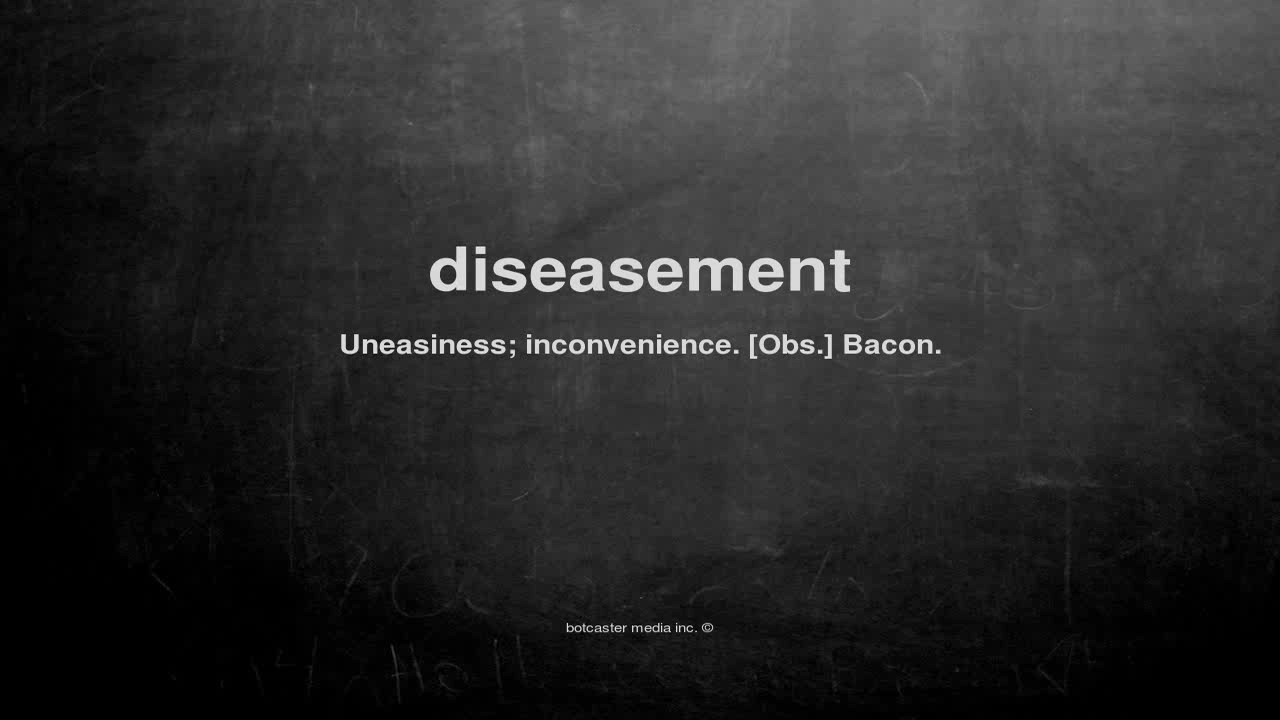 diseasement
Uneasiness; inconvenience. [Obs.] Bacon.
botcaster media inc. ©